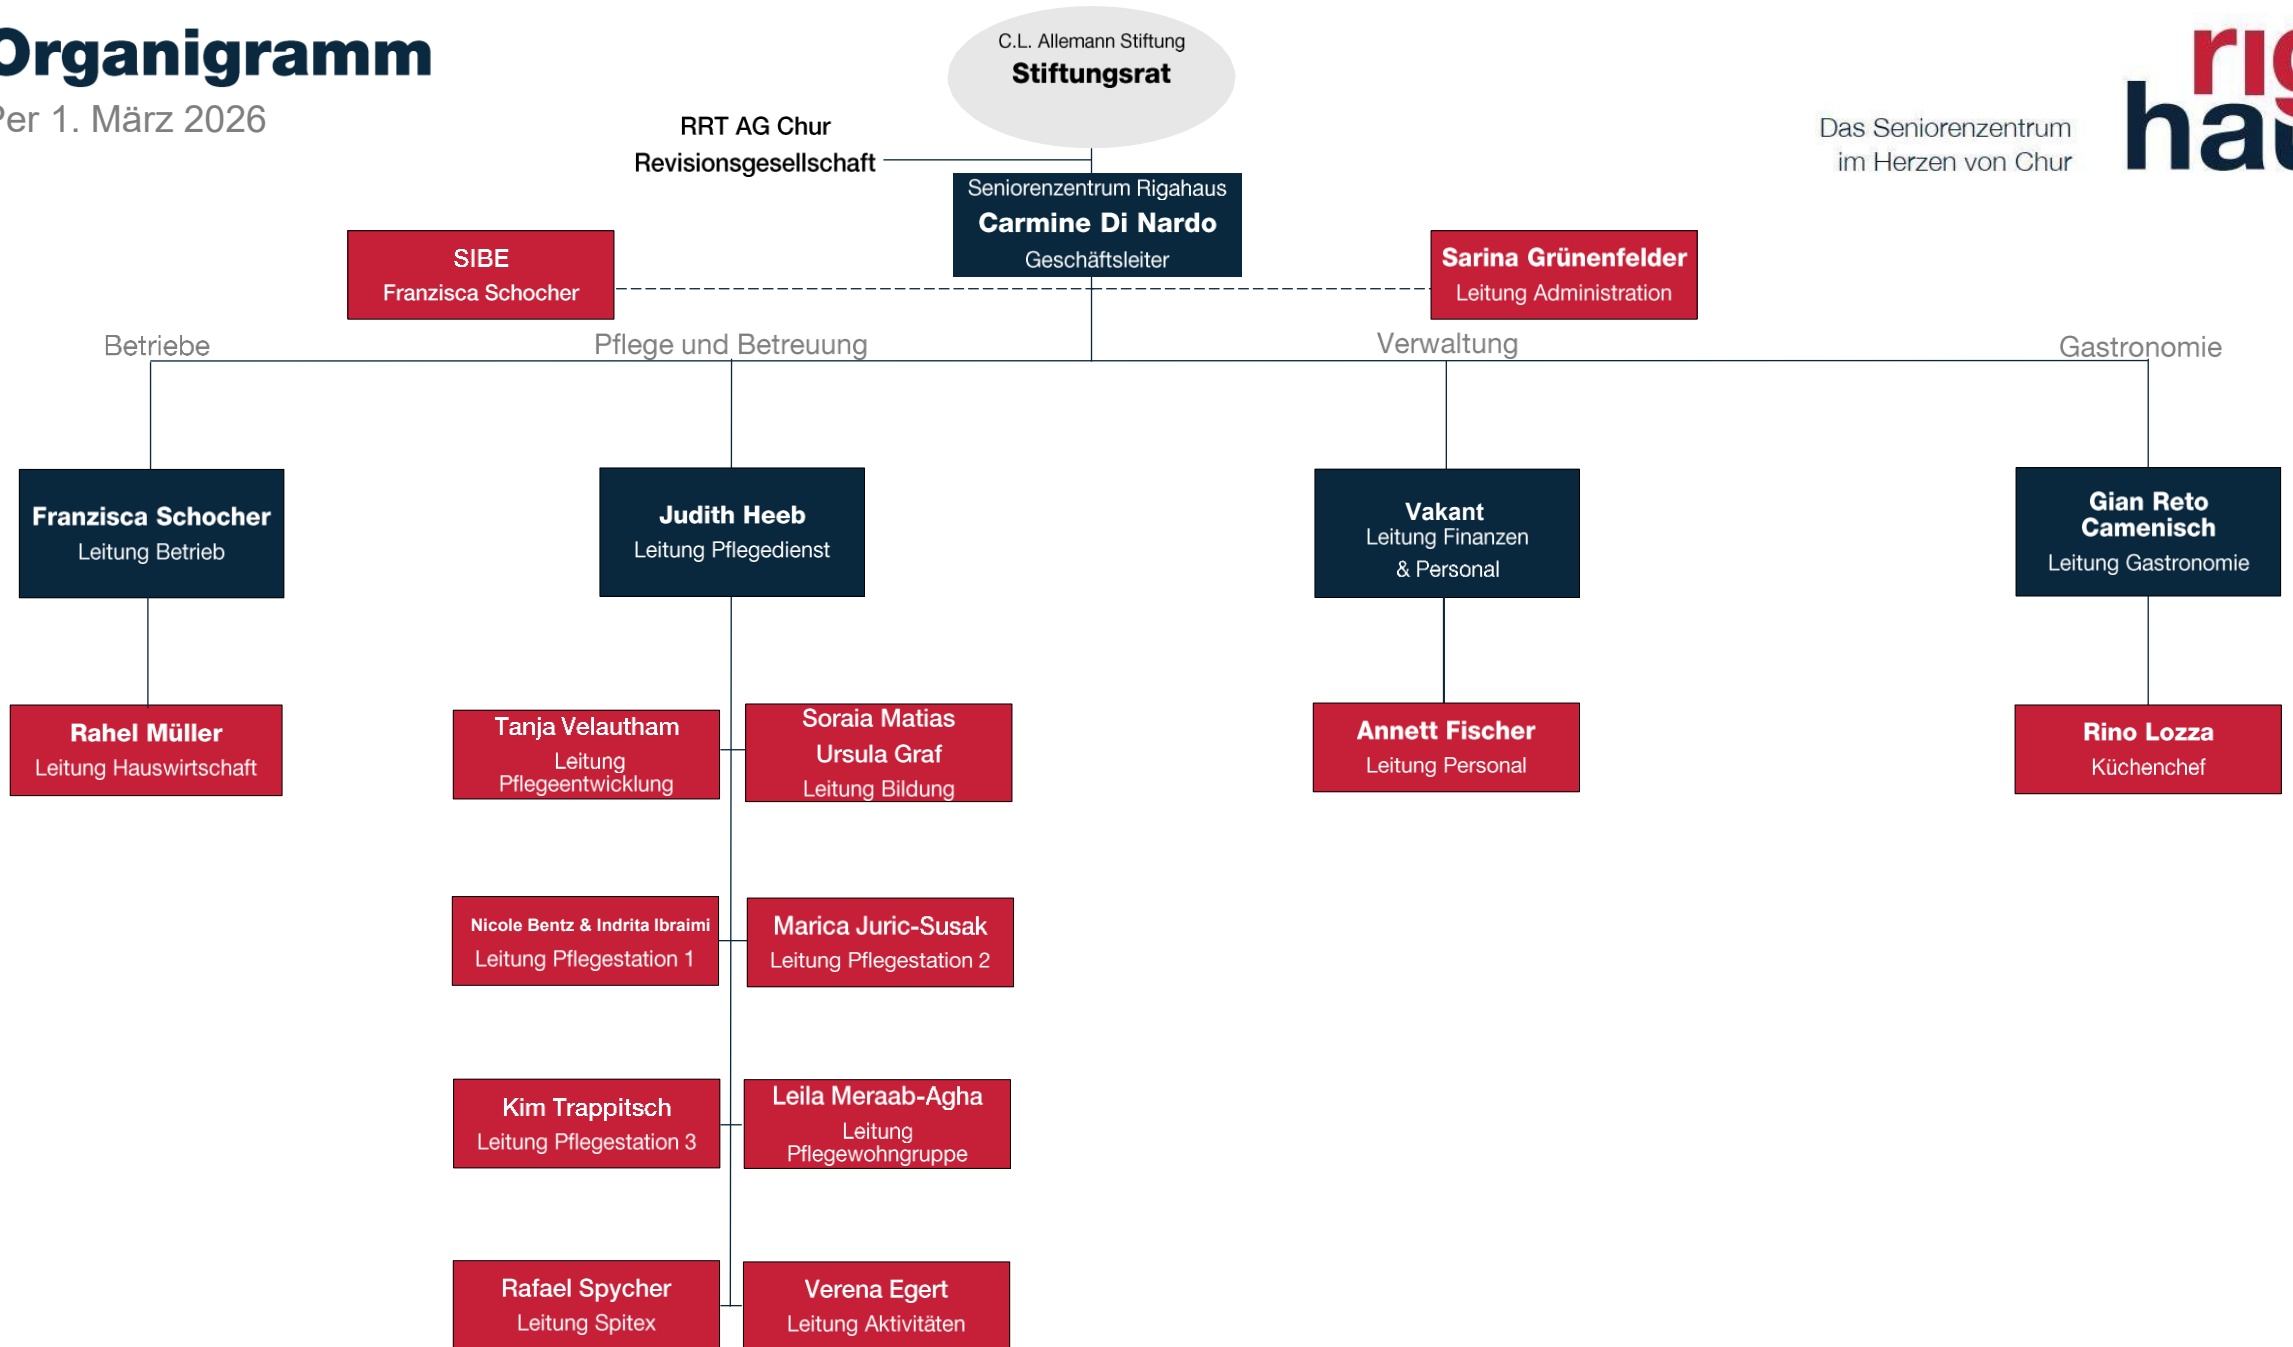 Organigramm
Per 1. März 2026
C.L. Allemann Stiftung
Stiftungsrat
RRT AG Chur
Revisionsgesellschaft
Das Seniorenzentrum
im Herzen von Chur
Seniorenzentrum Rigahaus
Carmine Di Nardo
Geschäftsleiter
SIBE
Franzisca Schocher
Sarina Grünenfelder
Leitung Administration
Betriebe
Pflege und Betreuung
Verwaltung
Gastronomie
Franzisca Schocher
Leitung Betrieb
Judith Heeb
Leitung Pflegedienst
Vakant
Leitung Finanzen
& Personal
Gian Reto
Camenisch
Leitung Gastronomie
Rahel Müller
Leitung Hauswirtschaft
Tanja Velautham
Leitung
Pflegeentwicklung
Soraia Matias
Ursula Graf
Leitung Bildung
Annett Fischer
Leitung Personal
Rino Lozza
Küchenchef
Nicole Bentz & Indrita Ibraimi
Leitung Pflegestation 1
Marica Juric-Susak
Leitung Pflegestation 2
Kim Trappitsch
Leitung Pflegestation 3
Leila Meraab-Agha
Leitung
Pflegewohngruppe
Rafael Spycher
Leitung Spitex
Verena Egert
Leitung Aktivitäten